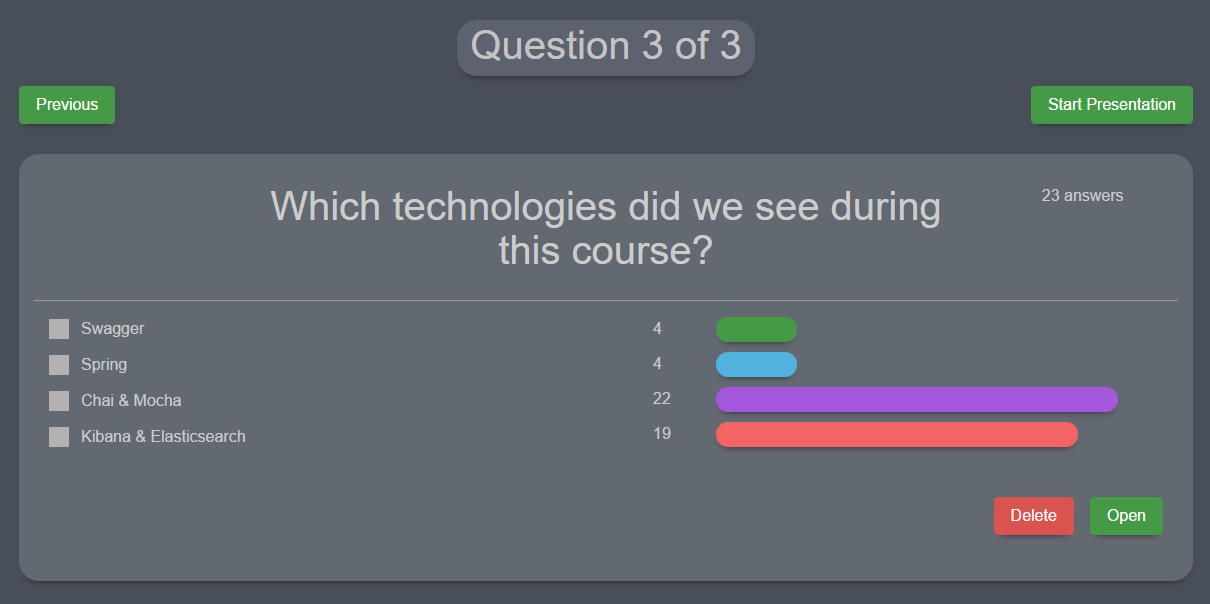 Question 3 of 3
Previous
Start Presentation
Which technologies did we see during
this course?
23 answers
Swagger 4
Spring 4
Chai & Mocha 22
Kibana & Elasticsearch 19
Delete
Open